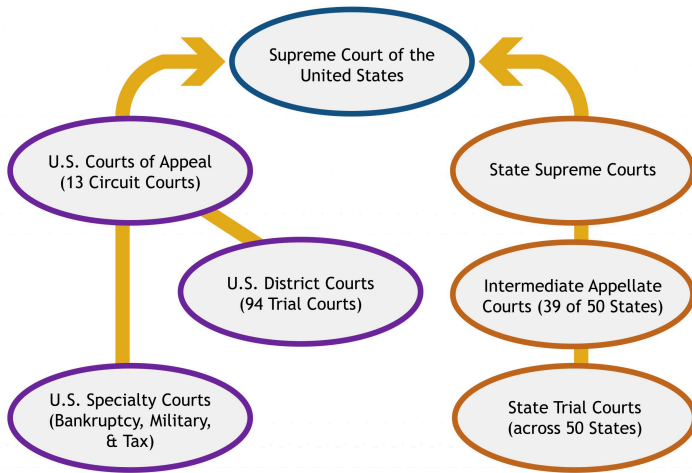 Supreme Court of the
United States
U.S. Courts of Appeal
(13 Circuit Courts)
State Supreme Courts
U.S. District Courts
(94 Trial Courts)
Intermediate Appellate
Courts (39 of 50 States)
U.S. Specialty Courts
(Bankruptcy, Military,
& Tax)
State Trial Courts
(across 50 States)